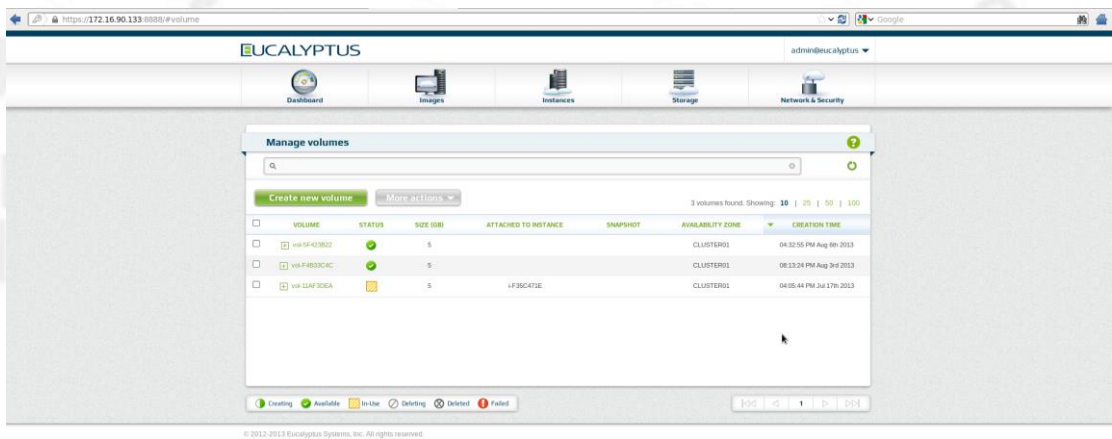 https://172.16.90.133:8888/#volume
Google
EUCALYPTUS
admin@eucalyptus
Dashboard
Images
Instances
Storage
Network & Security
Manage volumes
?
Create new volume
More actions
3 volumes found. Showing: 10 | 25 | 50 | 100
VOLUME STATUS SIZE (GB) ATTACHED TO INSTANCE SNAPSHOT AVAILABILITY ZONE CREATION TIME
vol-5F423B22 5 CLUSTER01 04:32:55 PM Aug 6th 2013
vol-F4B33C4C 5 CLUSTER01 08:13:24 PM Aug 3rd 2013
vol-11AF3DEA 5 i-F35C471E CLUSTER01 04:05:44 PM Jul 17th 2013
Creating Available In-Use Deleting Deleted Failed
1
© 2012-2013 Eucalyptus Systems, Inc. All rights reserved.